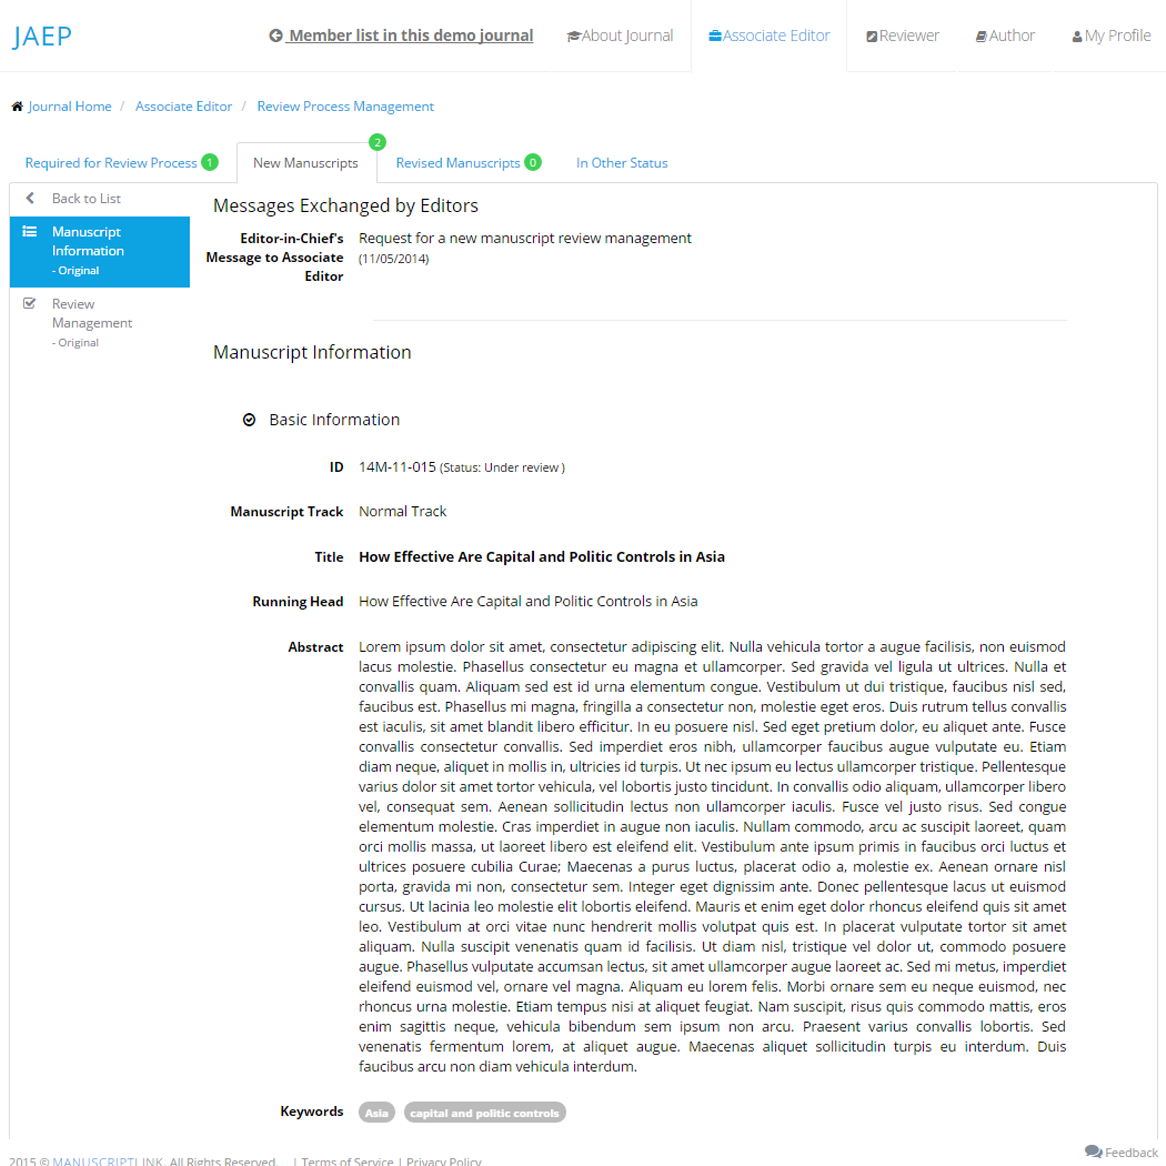 JAEP
Member list in this demo journal
About Journal
Associate Editor
Reviewer
Author
My Profile
Journal Home / Associate Editor / Review Process Management
Required for Review Process 1
New Manuscripts 2
Revised Manuscripts 0
In Other Status
Back to List
Manuscript
Information
- Original
Review
Management
- Original
Messages Exchanged by Editors
Editor-in-Chief's
Message to Associate
Editor
Request for a new manuscript review management
(11/05/2014)
Manuscript Information
Basic Information
ID 14M-11-015 (Status: Under review )
Manuscript Track Normal Track
Title How Effective Are Capital and Politic Controls in Asia
Running Head How Effective Are Capital and Politic Controls in Asia
Abstract Lorem ipsum dolor sit amet, consectetur adipiscing elit. Nulla vehicula tortor a augue facilisis, non euismod
lacus molestie. Phasellus consectetur eu magna et ullamcorper. Sed gravida vel ligula ut ultrices. Nulla et
convallis quam. Aliquam sed est id urna elementum congue. Vestibulum ut dui tristique, faucibus nisl sed,
faucibus est. Phasellus mi magna, fringilla a consectetur non, molestie eget eros. Duis rutrum tellus convallis
est iaculis, sit amet blandit libero efficitur. In eu posuere nisl. Sed eget pretium dolor, eu aliquet ante. Fusce
convallis consectetur convallis. Sed imperdiet eros nibh, ullamcorper faucibus augue vulputate eu. Etiam
diam neque, aliquet in mollis in, ultricies id turpis. Ut nec ipsum eu lectus ullamcorper tristique. Pellentesque
varius dolor sit amet tortor vehicula, vel lobortis justo tincidunt. In convallis odio aliquam, ullamcorper libero
vel, consequat sem. Aenean sollicitudin lectus non ullamcorper iaculis. Fusce vel justo risus. Sed congue
elementum molestie. Cras imperdiet in augue non iaculis. Nullam commodo, arcu ac suscipit laoreet, quam
orci mollis massa, ut laoreet libero est eleifend elit. Vestibulum ante ipsum primis in faucibus orci luctus et
ultrices posuere cubilia Curae; Maecenas a purus luctus, placerat odio a, molestie ex. Aenean ornare nisl
porta, gravida mi non, consectetur sem. Integer eget dignissim ante. Donec pellentesque lacus ut euismod
cursus. Ut lacinia leo molestie elit lobortis eleifend. Mauris et enim eget dolor rhoncus eleifend quis sit amet
leo. Vestibulum at orci vitae nunc hendrerit mollis volutpat quis est. In placerat vulputate tortor sit amet
aliquam. Nulla suscipit venenatis quam id facilisis. Ut diam nisl, tristique vel dolor ut, commodo posuere
augue. Phasellus vulputate accumsan lectus, sit amet ullamcorper augue laoreet ac. Sed mi metus, imperdiet
eleifend euismod vel, ornare vel magna. Aliquam eu lorem felis. Morbi ornare sem eu neque euismod, nec
rhoncus urna molestie. Etiam tempus nisi at aliquet feugiat. Nam suscipit, risus quis commodo mattis, eros
enim sagittis neque, vehicula bibendum sem ipsum non arcu. Praesent varius convallis lobortis. Sed
venenatis fermentum lorem, at aliquet augue. Maecenas aliquet sollicitudin turpis eu interdum. Duis
faucibus arcu non diam vehicula interdum.
Keywords Asia capital and politic controls
Feedback
2015 © MANUSCRIPTLINK. All Rights Reserved. | Terms of Service | Privacy Policy